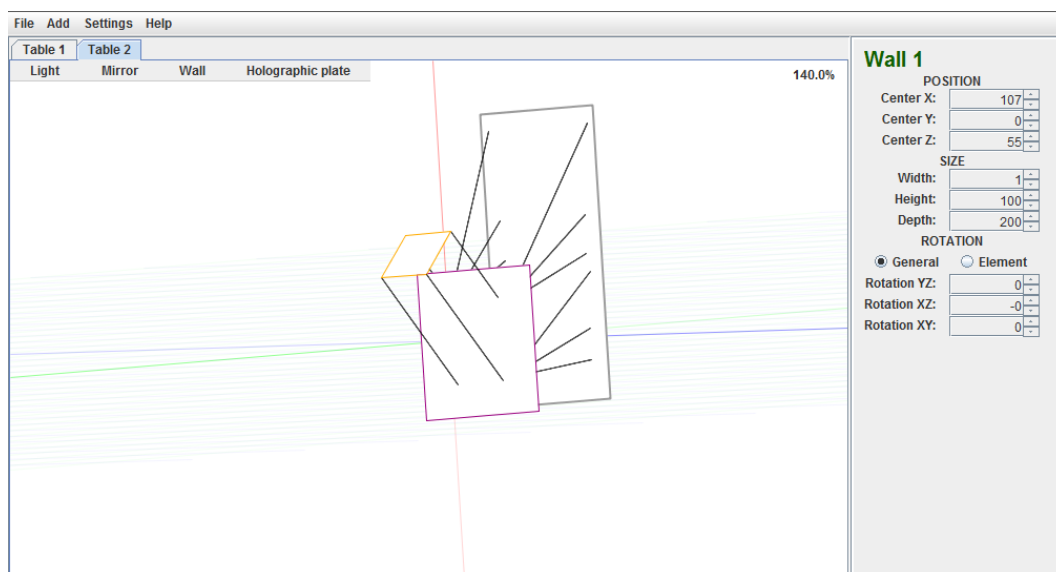 File Add Settings Help
Table 1 Table 2
Light Mirror Wall Holographic plate
140.0%
Wall 1
POSITION
Center X: 107
Center Y: 0
Center Z: 55
SIZE
Width: 1
Height: 100
Depth: 200
ROTATION
General Element
Rotation YZ: 0
Rotation XZ: -0
Rotation XY: 0